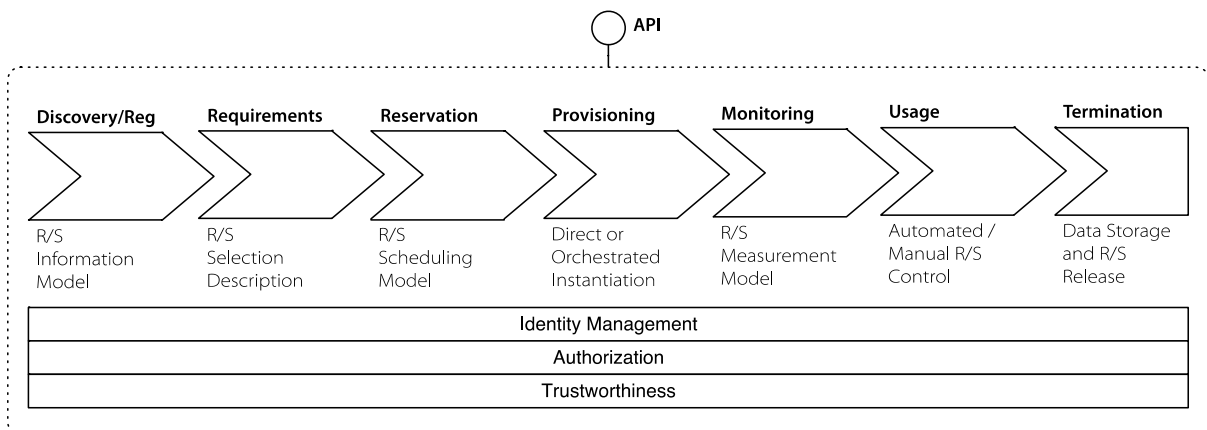 API
Discovery/Reg
Requirements
Reservation
Provisioning
Monitoring
Usage
Termination
R/S
Information
Model
R/S
Selection
Description
R/S
Scheduling
Model
Direct or
Orchestrated
Instantiation
R/S
Measurement
Model
Automated /
Manual R/S
Control
Data Storage
and R/S
Release
Identity Management
Authorization
Trustworthiness